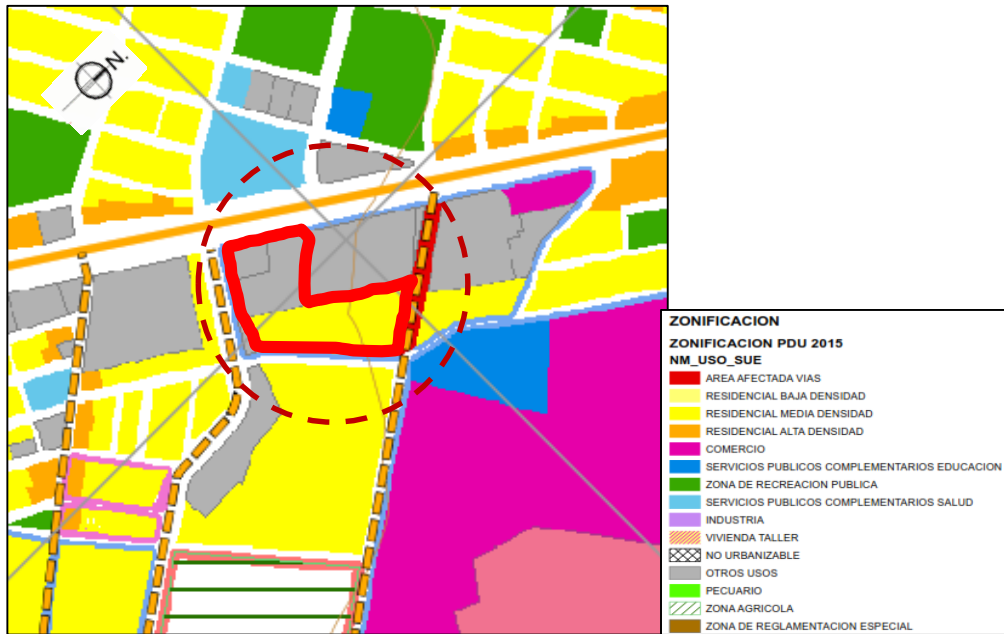 N.
ZONIFICACION
ZONIFICACION PDU 2015
NM_USO_SUE
AREA AFECTADA VIAS
RESIDENCIAL BAJA DENSIDAD
RESIDENCIAL MEDIA DENSIDAD
RESIDENCIAL ALTA DENSIDAD
COMERCIO
SERVICIOS PUBLICOS COMPLEMENTARIOS EDUCACION
ZONA DE RECREACION PUBLICA
SERVICIOS PUBLICOS COMPLEMENTARIOS SALUD
INDUSTRIA
VIVIENDA TALLER
NO URBANIZABLE
OTROS USOS
PECUARIO
ZONA AGRICOLA
ZONA DE REGLAMENTACION ESPECIAL